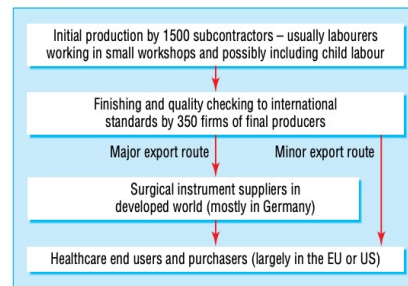 Initial production by 1500 subcontractors – usually labourers
working in small workshops and possibly including child labour
Finishing and quality checking to international
standards by 350 firms of final producers
Major export route
Minor export route
Surgical instrument suppliers in
developed world (mostly in Germany)
Healthcare end users and purchasers (largely in the EU or US)